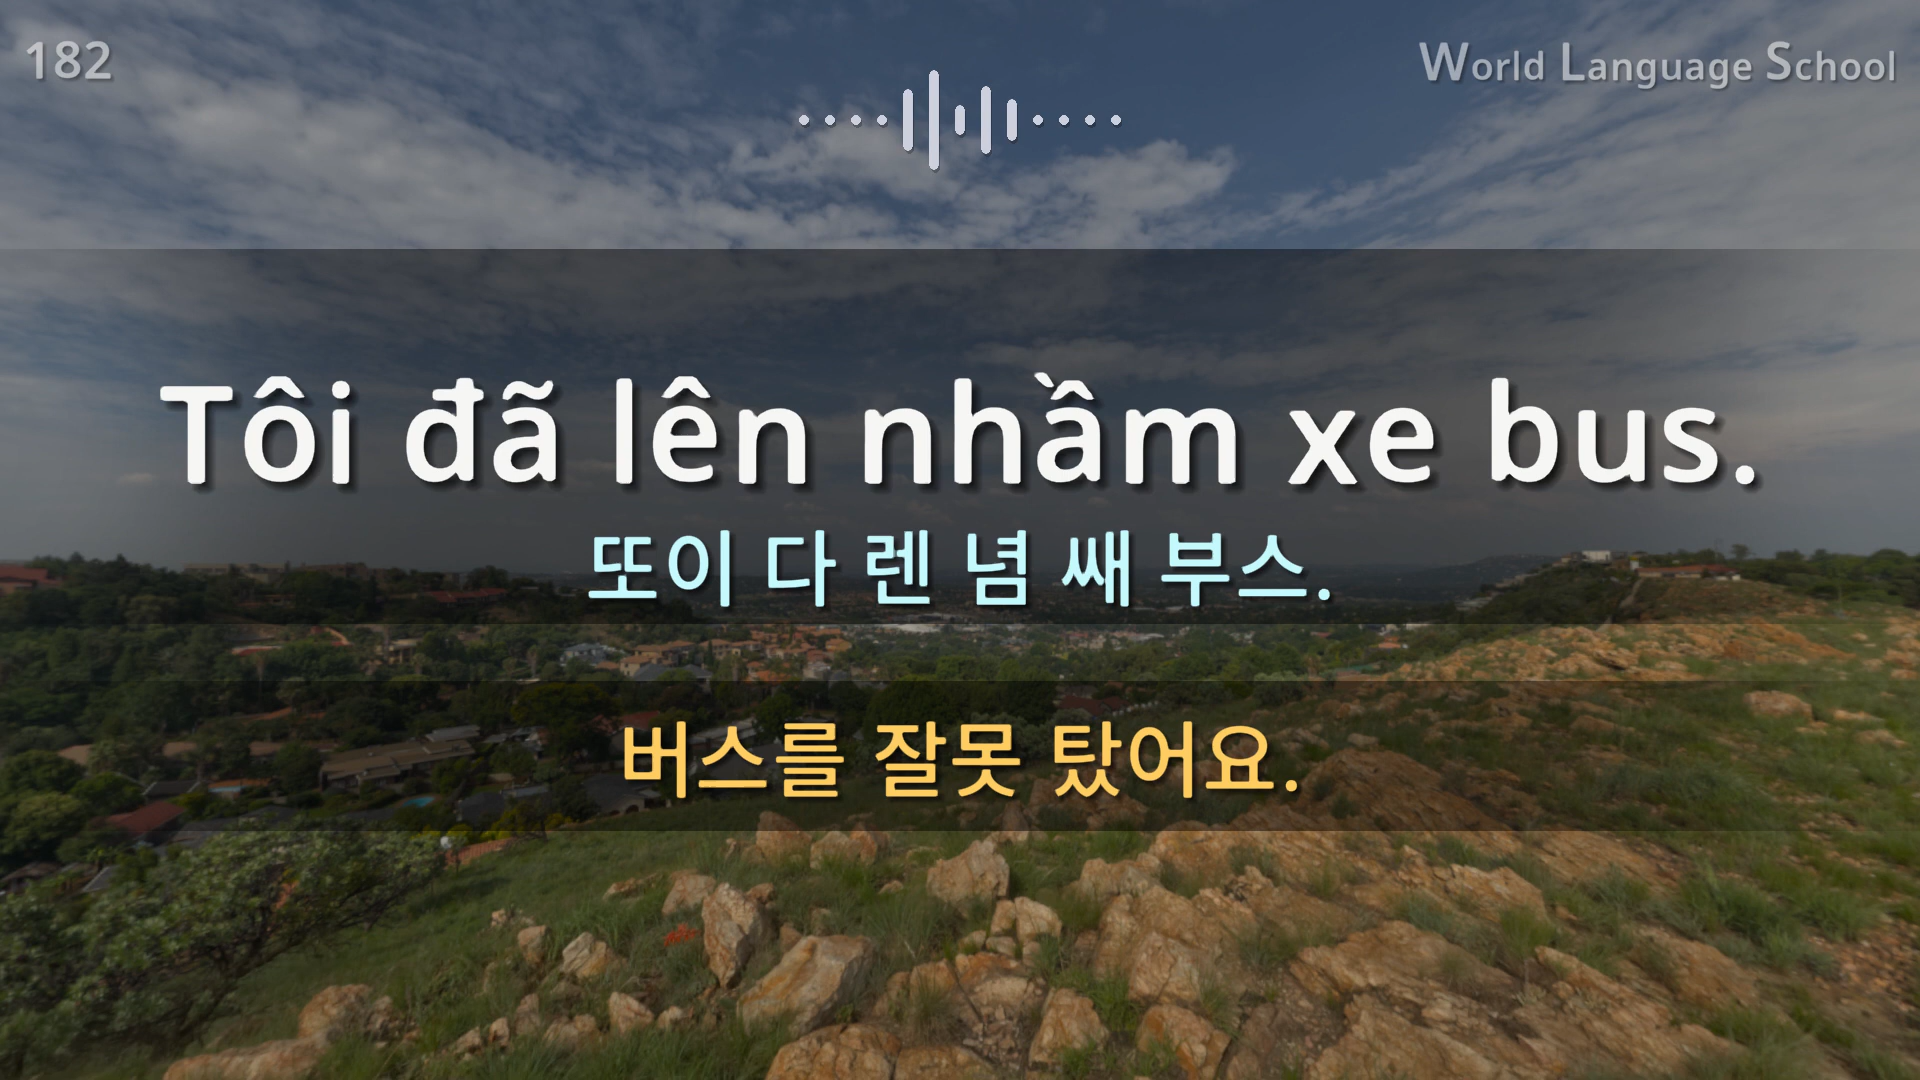 182
World Language School
Tôi đã lên nhầm xe bus.
또이 다 렌 념 쌔 부스.
버스를 잘못 탔어요.